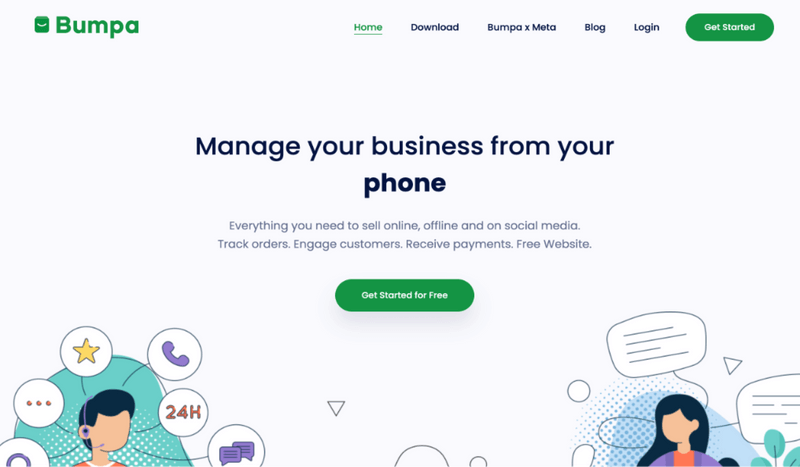 Bumpa
Home Download Bumpa x Meta Blog Login Get Started
Manage your business from your
phone
Everything you need to sell online, offline and on social media.
Track orders. Engage customers. Receive payments. Free Website.
Get Started for Free
24H